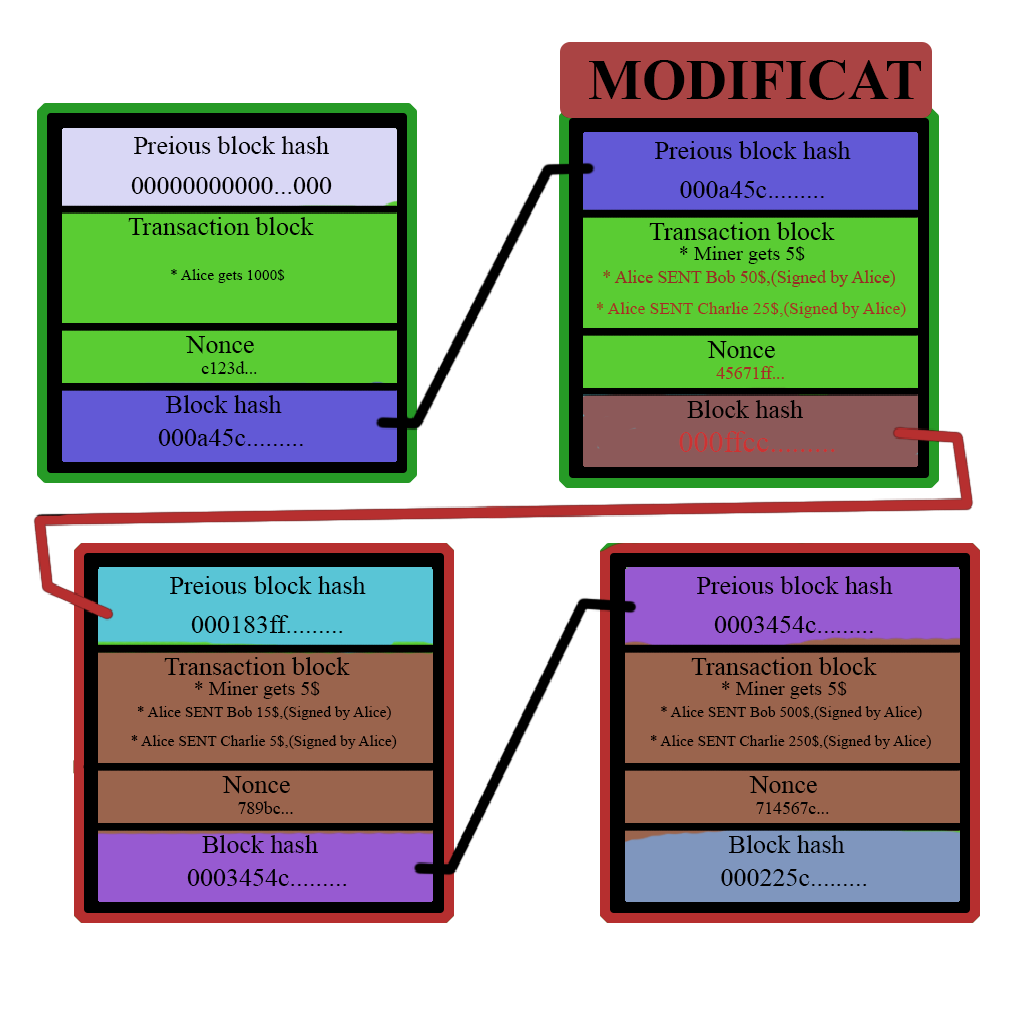 Preious block hash
00000000000...000
Transaction block
* Alice gets 1000$
Nonce
c123d...
Block hash
000a45c.........
MODIFICAT
Preious block hash
000a45c.........
Transaction block
* Miner gets 5$
* Alice SENT Bob 50$,(Signed by Alice)
* Alice SENT Charlie 25$,(Signed by Alice)
Nonce
45671ff...
Block hash
000ffcc.........
Preious block hash
000183ff.........
Transaction block
* Miner gets 5$
* Alice SENT Bob 15$,(Signed by Alice)
* Alice SENT Charlie 5$,(Signed by Alice)
Nonce
789bc...
Block hash
0003454c.........
Preious block hash
0003454c.........
Transaction block
* Miner gets 5$
* Alice SENT Bob 500$,(Signed by Alice)
* Alice SENT Charlie 250$,(Signed by Alice)
Nonce
714567c...
Block hash
000225c.........